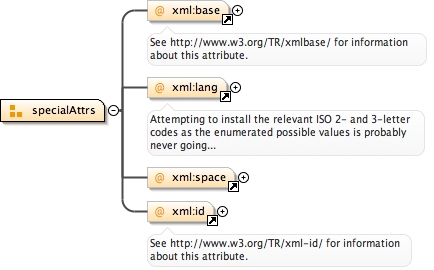 @ xml:base
See http://www.w3.org/TR/xmlbase/ for information
about this attribute.
@ xml:lang
specialAttrs
Attempting to install the relevant ISO 2- and 3-letter
codes as the enumerated possible values is probably
never going...
@ xml:space
@ xml:id
See http://www.w3.org/TR/xml-id/ for information
about this attribute.